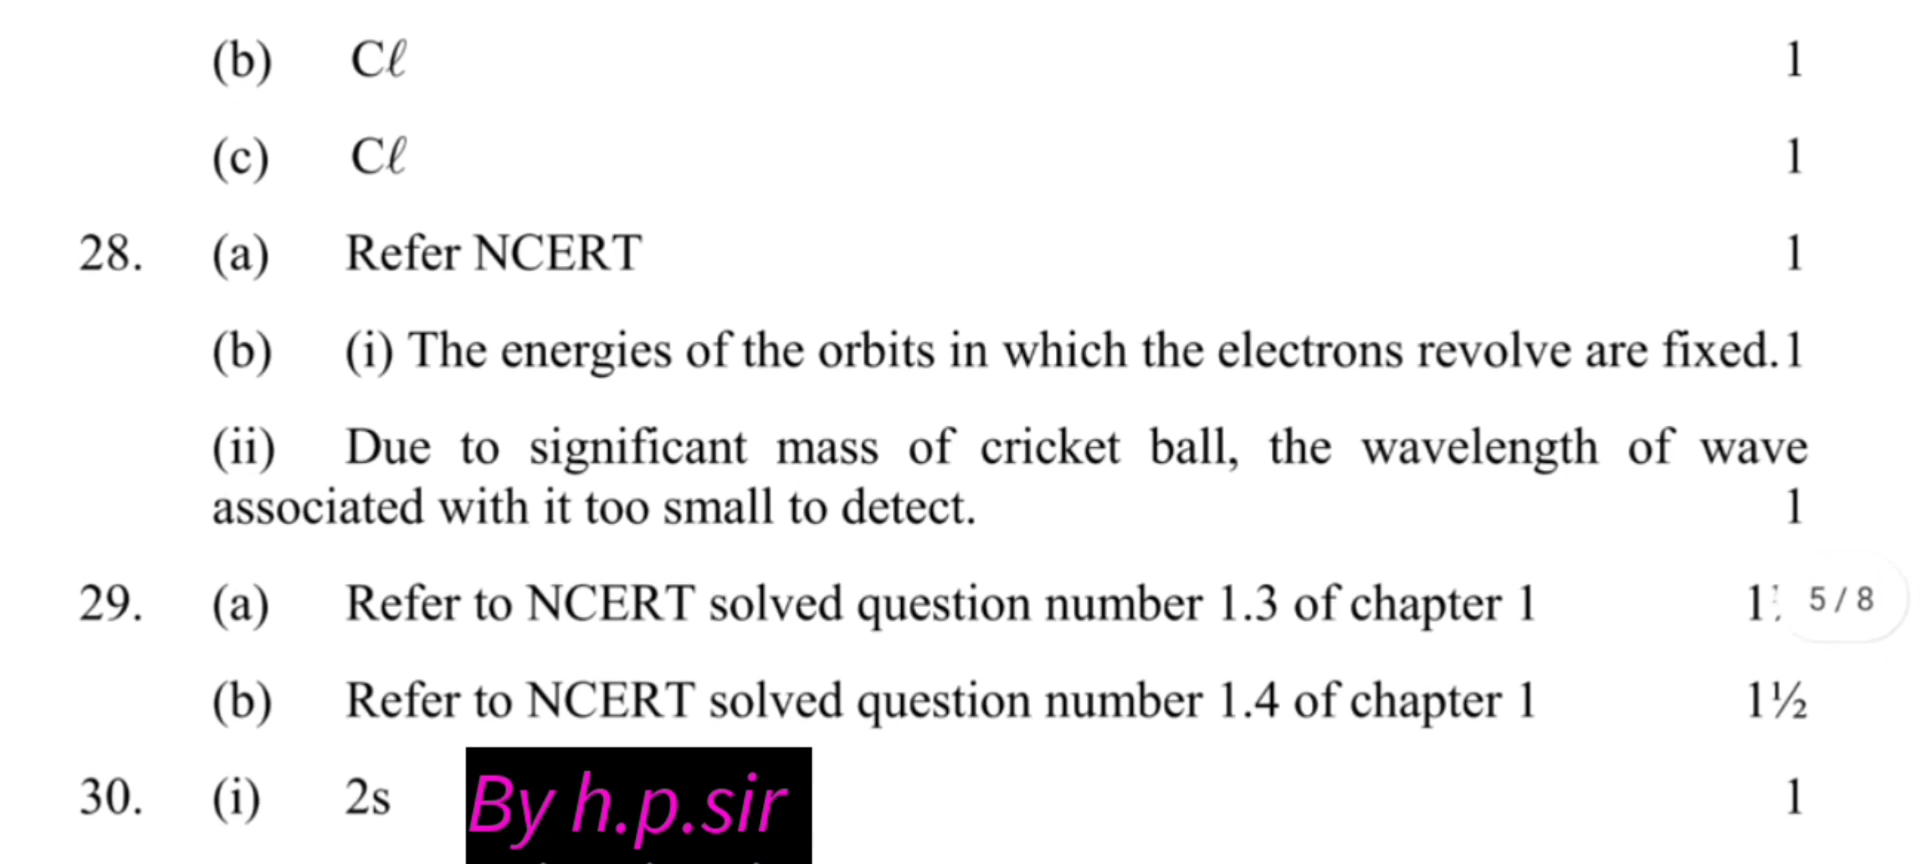 (b) Cℓ 1
(c) Cℓ 1
28. (a) Refer NCERT 1
(b) (i) The energies of the orbits in which the electrons revolve are fixed. 1
(ii) Due to significant mass of cricket ball, the wavelength of wave
associated with it too small to detect. 1
29. (a) Refer to NCERT solved question number 1.3 of chapter 1 1
5 / 8
(b) Refer to NCERT solved question number 1.4 of chapter 1 1½
30. (i) 2s By h.p.sir 1